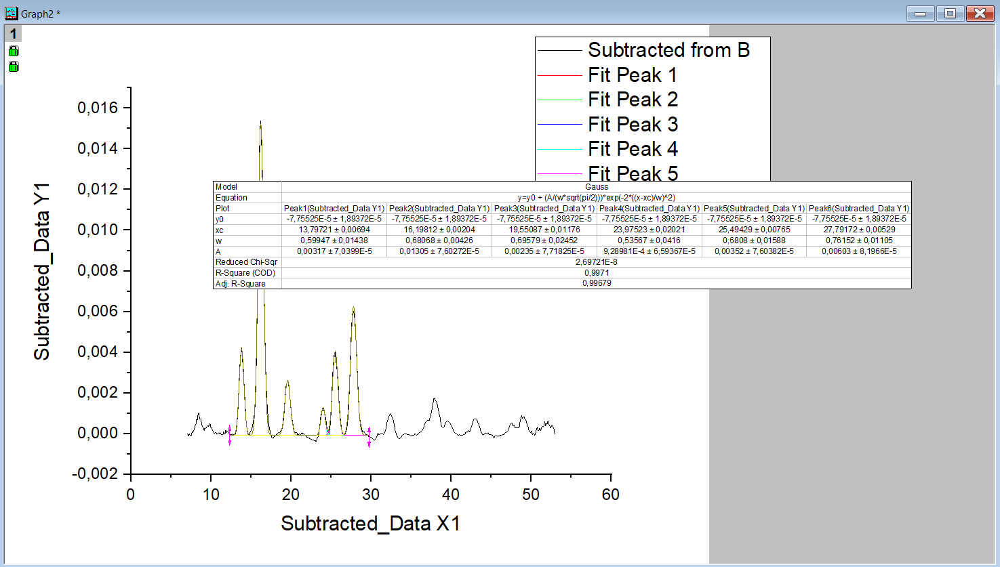 Graph2 *
1
Subtracted from B
Fit Peak 1
Fit Peak 2
Fit Peak 3
Fit Peak 4
Fit Peak 5
Model Gauss
Equation y=y0 + (A/(w*sqrt(pi/2)))*exp(-2*((x-xc)/w)^2)
Plot Peak1(Subtracted_Data Y1) Peak2(Subtracted_Data Y1) Peak3(Subtracted_Data Y1) Peak4(Subtracted_Data Y1) Peak5(Subtracted_Data Y1) Peak6(Subtracted_Data Y1)
y0 -7,75525E-5 ± 1,89372E-5 -7,75525E-5 ± 1,89372E-5 -7,75525E-5 ± 1,89372E-5 -7,75525E-5 ± 1,89372E-5 -7,75525E-5 ± 1,89372E-5 -7,75525E-5 ± 1,89372E-5
xc 13,79721 ± 0,00694 16,19812 ± 0,00204 19,55087 ± 0,01176 23,97523 ± 0,02021 25,49429 ± 0,00765 27,79172 ± 0,00529
w 0,59947 ± 0,01438 0,68068 ± 0,00426 0,69579 ± 0,02452 0,53567 ± 0,0416 0,6808 ± 0,01588 0,76152 ± 0,01105
A 0,00317 ± 7,0399E-5 0,01305 ± 7,60272E-5 0,00235 ± 7,71825E-5 9,28981E-4 ± 6,59367E-5 0,00352 ± 7,60382E-5 0,00603 ± 8,1966E-5
Reduced Chi-Sqr 2,69721E-8
R-Square (COD) 0,9971
Adj. R-Square 0,99679
0,016
0,014
0,012
0,010
0,008
0,006
0,004
0,002
0,000
-0,002
Subtracted_Data Y1
0 10 20 30 40 50 60
Subtracted_Data X1